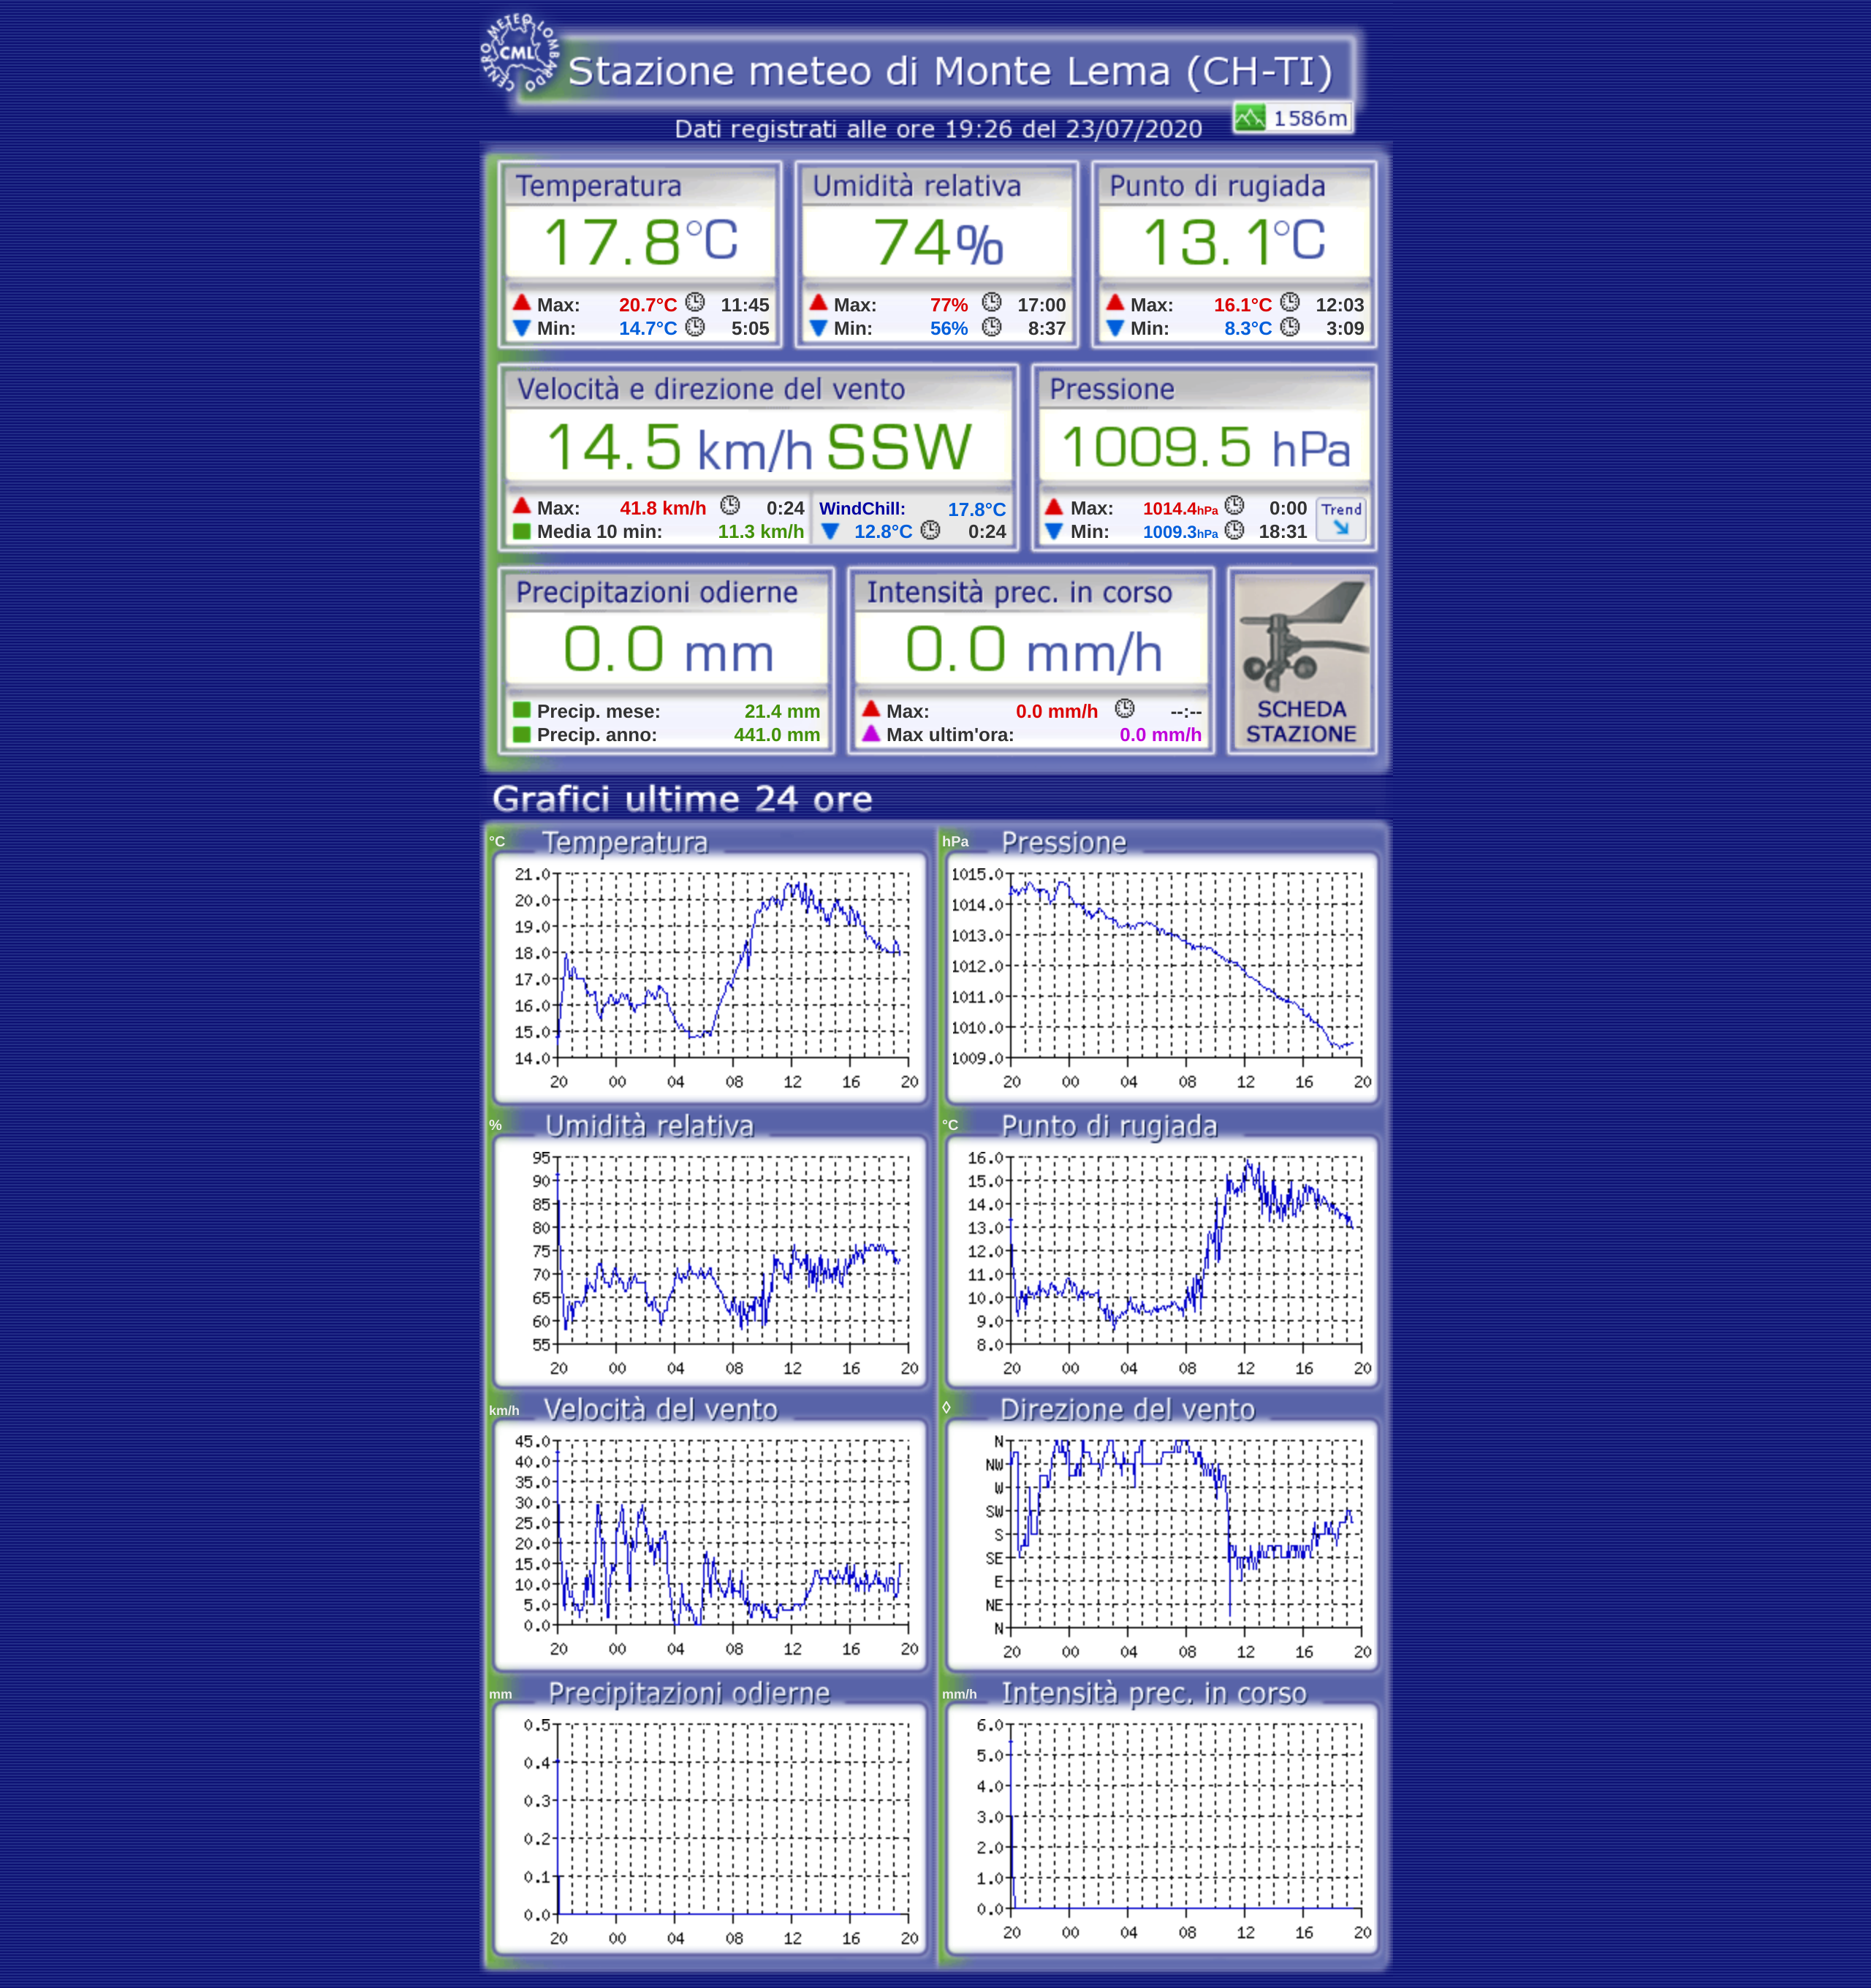 CENTRO METEO LOMBARDO
CML
Stazione meteo di Monte Lema (CH-TI)
1586m
Dati registrati alle ore 19:26 del 23/07/2020
Temperatura Umidità relativa Punto di rugiada
17.8°C 74% 13.1°C
Max: 20.7°C 11:45 Max: 77% 17:00 Max: 16.1°C 12:03
Min: 14.7°C 5:05 Min: 56% 8:37 Min: 8.3°C 3:09
Velocità e direzione del vento Pressione
14.5 km/h SSW 1009.5 hPa
Max: 41.8 km/h 0:24 WindChill: 17.8°C Max: 1014.4hPa 0:00 Trend
Media 10 min: 11.3 km/h 12.8°C 0:24 Min: 1009.3hPa 18:31
Precipitazioni odierne Intensità prec. in corso
0.0 mm 0.0 mm/h
Precip. mese: 21.4 mm Max: 0.0 mm/h --:-- SCHEDA
Precip. anno: 441.0 mm Max ultim'ora: 0.0 mm/h STAZIONE
Grafici ultime 24 ore
°C Temperatura
21.0
20.0
19.0
18.0
17.0
16.0
15.0
14.0
20 00 04 08 12 16 20
hPa Pressione
1015.0
1014.0
1013.0
1012.0
1011.0
1010.0
1009.0
20 00 04 08 12 16 20
% Umidità relativa
95
90
85
80
75
70
65
60
55
20 00 04 08 12 16 20
°C Punto di rugiada
16.0
15.0
14.0
13.0
12.0
11.0
10.0
9.0
8.0
20 00 04 08 12 16 20
km/h Velocità del vento
45.0
40.0
35.0
30.0
25.0
20.0
15.0
10.0
5.0
0.0
20 00 04 08 12 16 20
◊ Direzione del vento
N
NW
W
SW
S
SE
E
NE
N
20 00 04 08 12 16 20
mm Precipitazioni odierne
0.5
0.4
0.3
0.2
0.1
0.0
20 00 04 08 12 16 20
mm/h Intensità prec. in corso
6.0
5.0
4.0
3.0
2.0
1.0
0.0
20 00 04 08 12 16 20